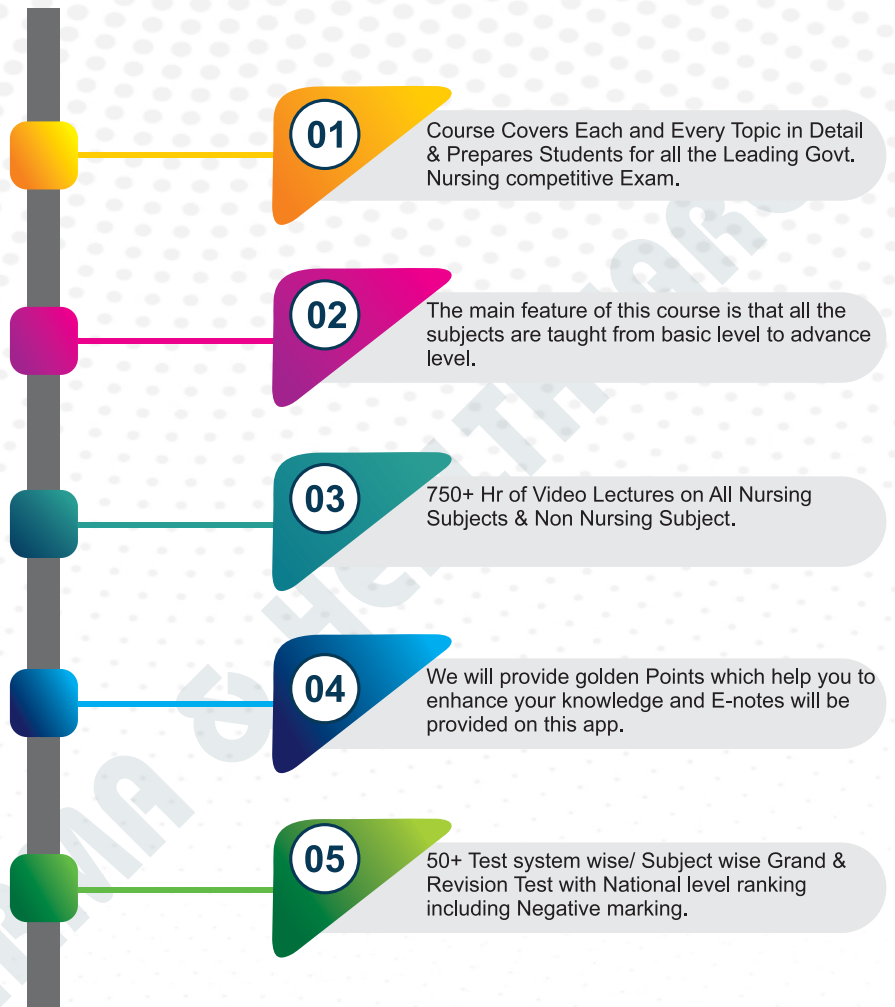 01
Course Covers Each and Every Topic in Detail
& Prepares Students for all the Leading Govt.
Nursing competitive Exam.
02
The main feature of this course is that all the
subjects are taught from basic level to advance
level.
03
750+ Hr of Video Lectures on All Nursing
Subjects & Non Nursing Subject.
04
We will provide golden Points which help you to
enhance your knowledge and E-notes will be
provided on this app.
05
50+ Test system wise/ Subject wise Grand &
Revision Test with National level ranking
including Negative marking.
&